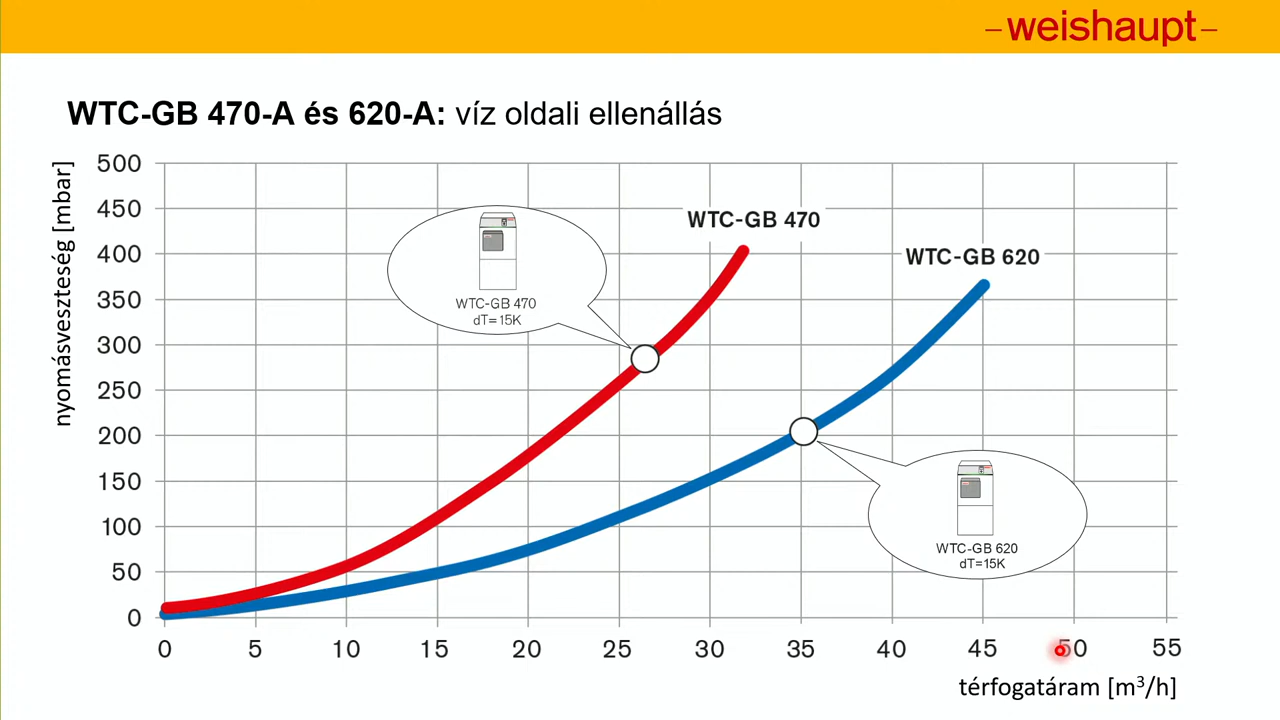 –weishaupt–
WTC-GB 470-A és 620-A: víz oldali ellenállás
nyomásveszteség [mbar]
500
450
400
350
300
250
200
150
100
50
0
WTC-GB 470
WTC-GB 620
WTC-GB 470
dT=15K
WTC-GB 620
dT=15K
0 5 10 15 20 25 30 35 40 45 50 55
térfogatáram [m³/h]